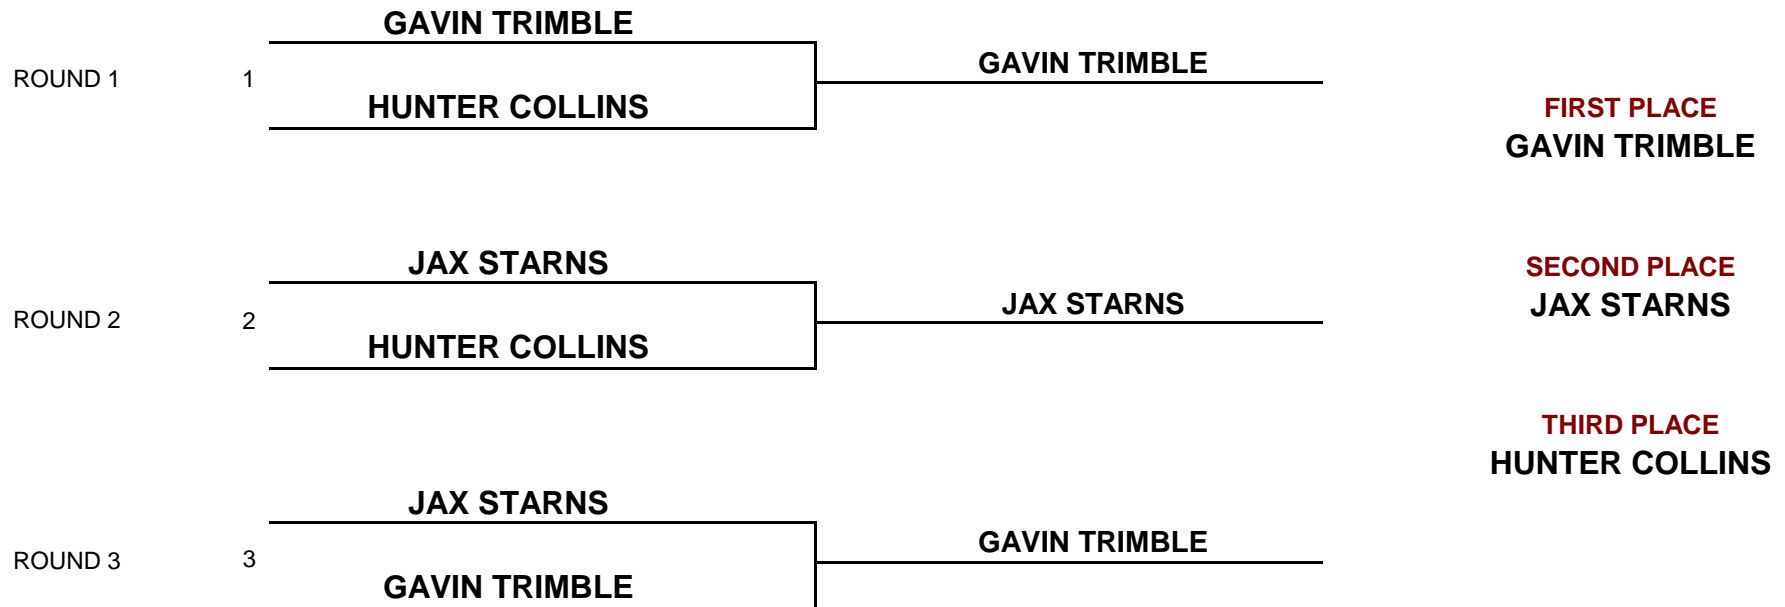 GAVIN TRIMBLE
ROUND 1
1
GAVIN TRIMBLE
HUNTER COLLINS
FIRST PLACE
GAVIN TRIMBLE
JAX STARNS
SECOND PLACE
ROUND 2
2
JAX STARNS
JAX STARNS
HUNTER COLLINS
THIRD PLACE
HUNTER COLLINS
JAX STARNS
ROUND 3
3
GAVIN TRIMBLE
GAVIN TRIMBLE